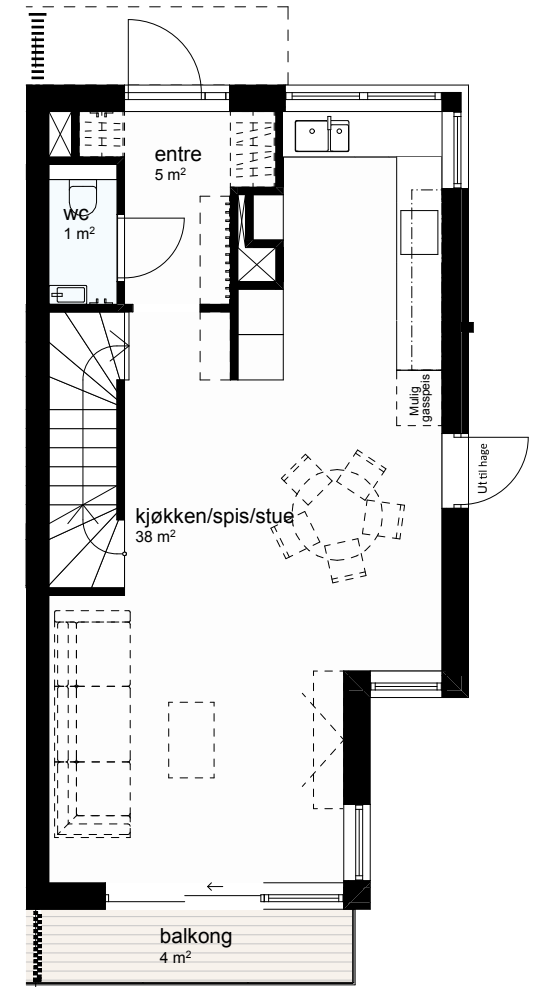 entre
5 m²
wc
1 m²
Mulig
gasspeis
Ut til hage
kjøkken/spis/stue
38 m²
balkong
4 m²